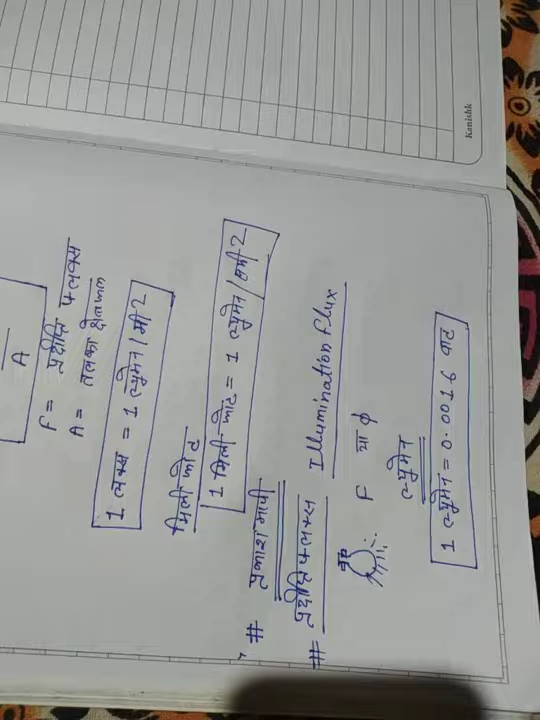 A
F = प्रदीप्ति फ्लक्स
A = तलका क्षेत्रफल
1 लक्स = 1 ल्युमेन / मी 2
मिली फोट
1 मिली फोट = 1 ल्युमेन / समी 2
# प्रकाश मापी
# प्रदीप्ति फ्लक्स Illumination flux
F या Φ
ल्युमेन
1 ल्युमेन = 0.0016 वाट
Kanishk